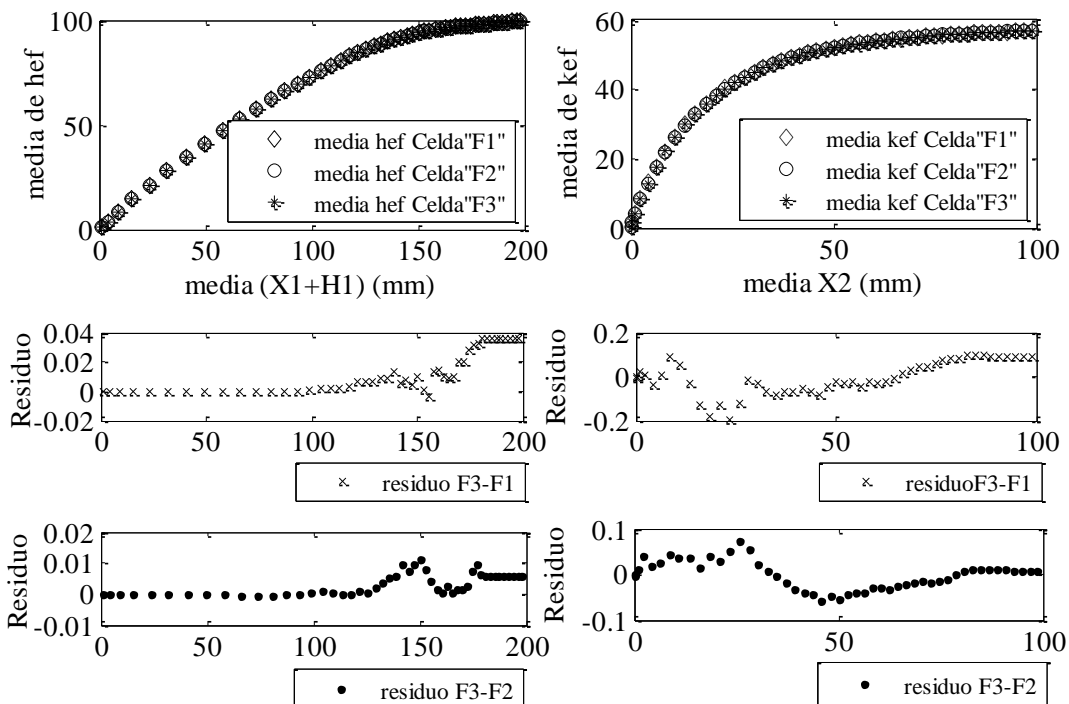 media de hef
100
50
0
media hef Celda"F1"
media hef Celda"F2"
media hef Celda"F3"
0 50 100 150 200
media (X1+H1) (mm)
media de kef
60
40
20
0
media kef Celda"F1"
media kef Celda"F2"
media kef Celda"F3"
0 50 100
media X2 (mm)
Residuo
0.04
0.02
0
-0.02
0 50 100 150 200
residuo F3-F1
Residuo
0.2
0
-0.2
0 50 100
residuoF3-F1
Residuo
0.02
0.01
0
-0.01
0 50 100 150 200
residuo F3-F2
Residuo
0.1
0
-0.1
0 50 100
residuo F3-F2